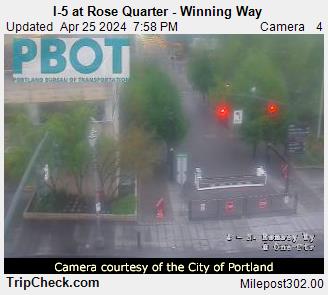 I-5 at Rose Quarter - Winning Way
Updated Apr 25 2024 7:58 PM Camera 4
PBOT
PORTLAND BUREAU OF TRANSPORTATION
Camera courtesy of the City of Portland
TripCheck.com Milepost302.00